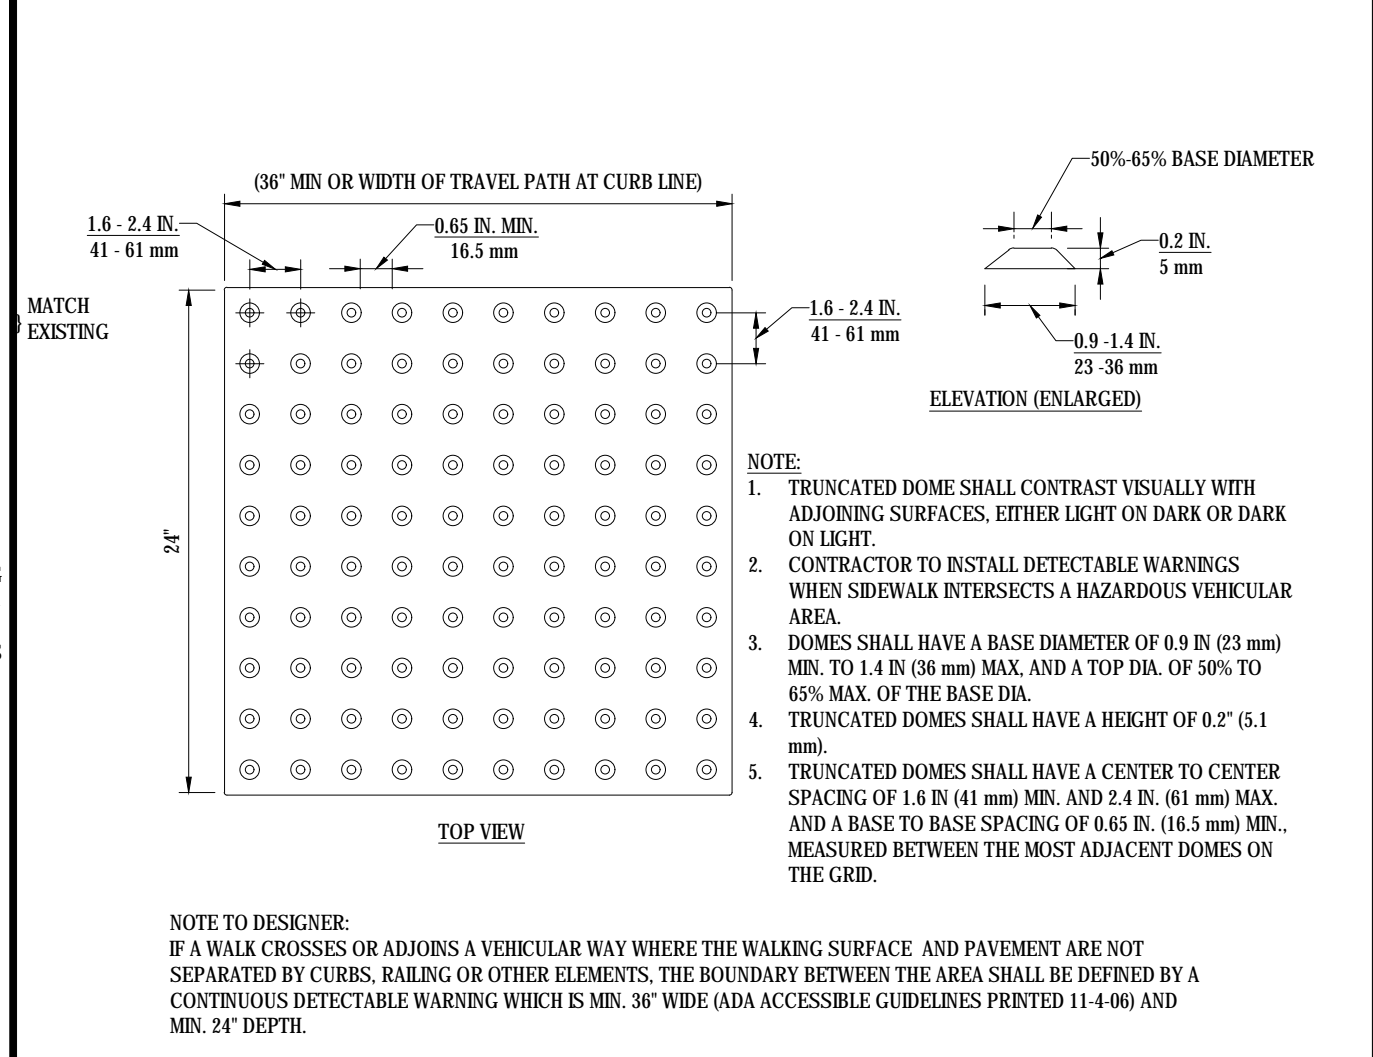 (36" MIN OR WIDTH OF TRAVEL PATH AT CURB LINE)
1.6 - 2.4 IN.
41 - 61 mm
0.65 IN. MIN.
16.5 mm
MATCH
EXISTING
24"
1.6 - 2.4 IN.
41 - 61 mm
TOP VIEW
50%-65% BASE DIAMETER
0.2 IN.
5 mm
0.9 -1.4 IN.
23 -36 mm
ELEVATION (ENLARGED)
NOTE:
1. TRUNCATED DOME SHALL CONTRAST VISUALLY WITH
ADJOINING SURFACES, EITHER LIGHT ON DARK OR DARK
ON LIGHT.
2. CONTRACTOR TO INSTALL DETECTABLE WARNINGS
WHEN SIDEWALK INTERSECTS A HAZARDOUS VEHICULAR
AREA.
3. DOMES SHALL HAVE A BASE DIAMETER OF 0.9 IN (23 mm)
MIN. TO 1.4 IN (36 mm) MAX, AND A TOP DIA. OF 50% TO
65% MAX. OF THE BASE DIA.
4. TRUNCATED DOMES SHALL HAVE A HEIGHT OF 0.2" (5.1
mm).
5. TRUNCATED DOMES SHALL HAVE A CENTER TO CENTER
SPACING OF 1.6 IN (41 mm) MIN. AND 2.4 IN. (61 mm) MAX.
AND A BASE TO BASE SPACING OF 0.65 IN. (16.5 mm) MIN.,
MEASURED BETWEEN THE MOST ADJACENT DOMES ON
THE GRID.
NOTE TO DESIGNER:
IF A WALK CROSSES OR ADJOINS A VEHICULAR WAY WHERE THE WALKING SURFACE AND PAVEMENT ARE NOT
SEPARATED BY CURBS, RAILING OR OTHER ELEMENTS, THE BOUNDARY BETWEEN THE AREA SHALL BE DEFINED BY A
CONTINUOUS DETECTABLE WARNING WHICH IS MIN. 36" WIDE (ADA ACCESSIBLE GUIDELINES PRINTED 11-4-06) AND
MIN. 24" DEPTH.